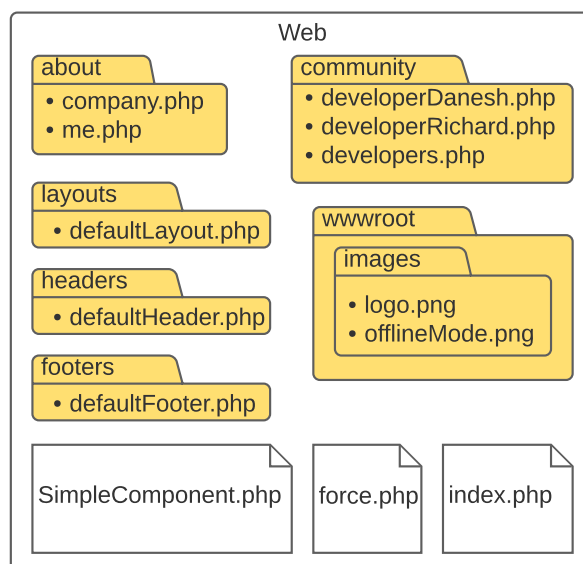 Web
about
• company.php
• me.php
community
• developerDanesh.php
• developerRichard.php
• developers.php
layouts
• defaultLayout.php
wwwroot
images
• logo.png
• offlineMode.png
headers
• defaultHeader.php
footers
• defaultFooter.php
SimpleComponent.php
force.php
index.php